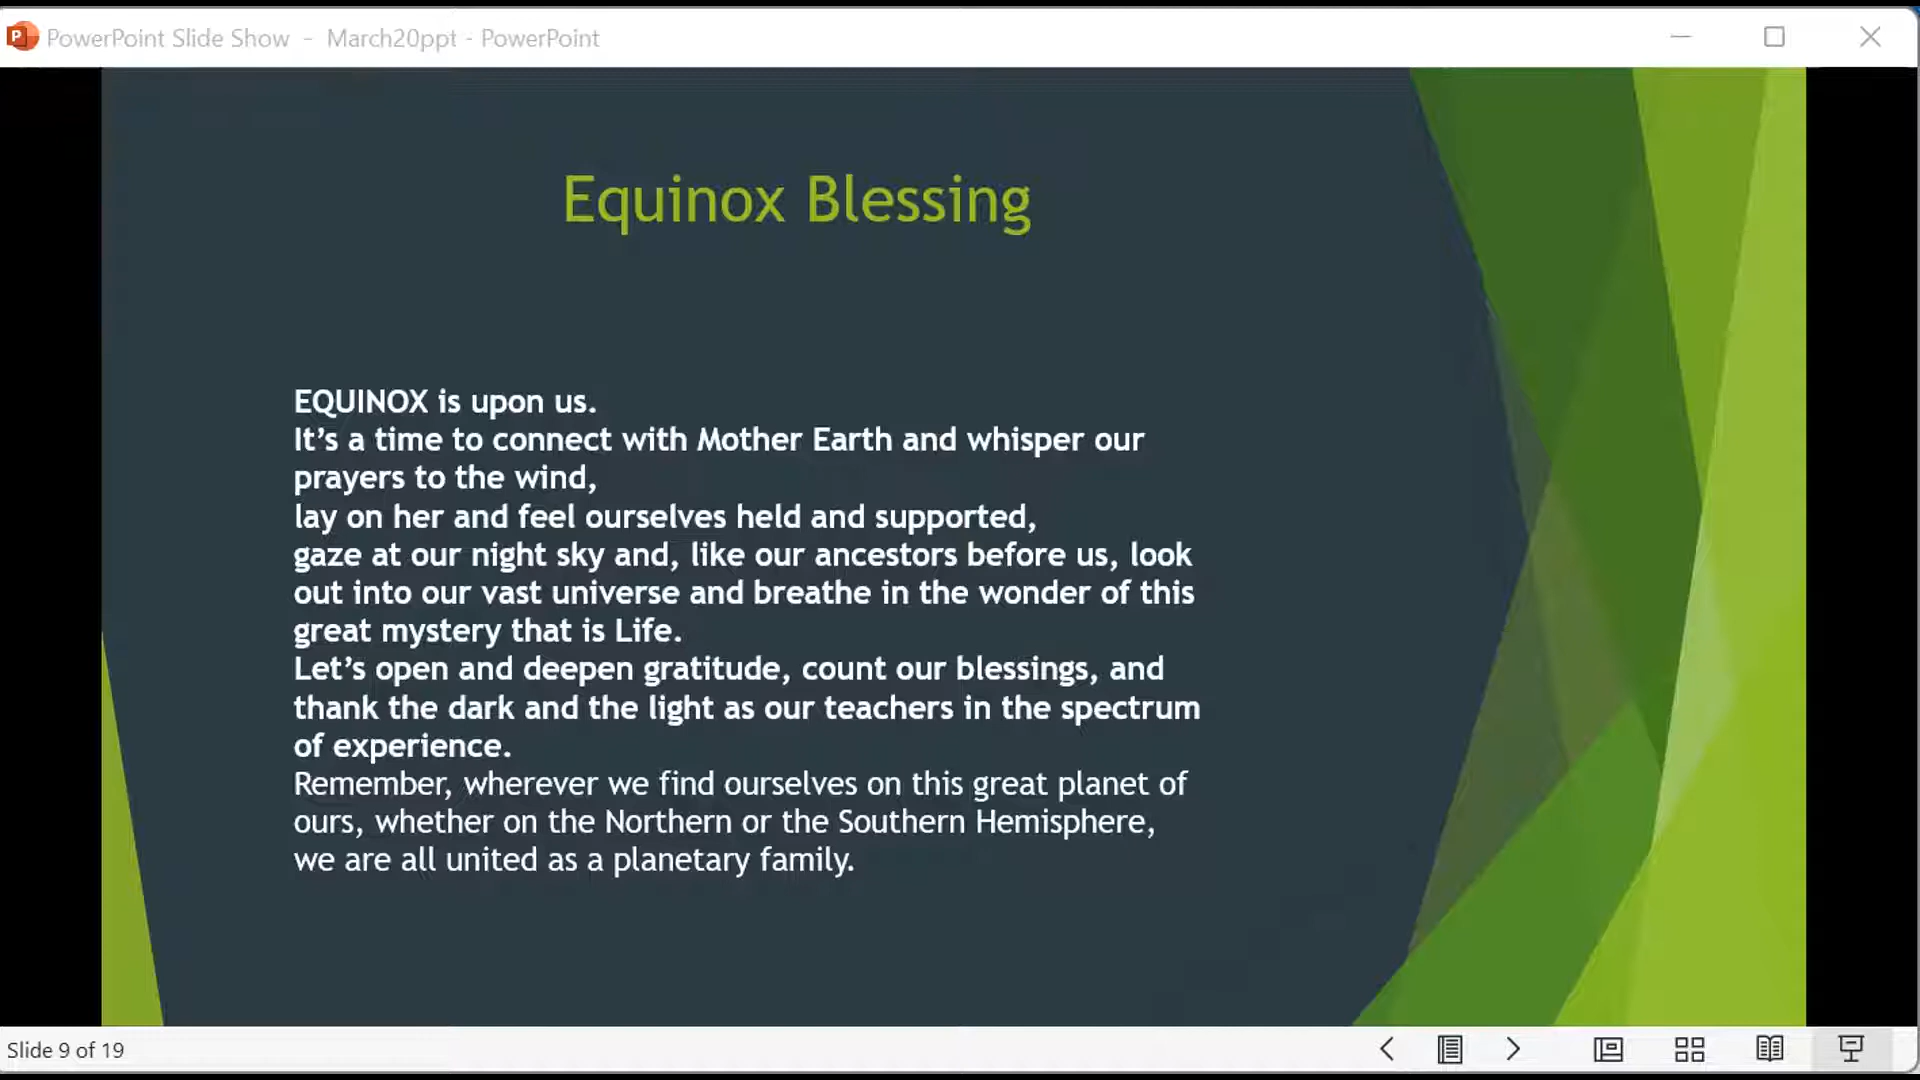 PowerPoint Slide Show - March20ppt - PowerPoint
Equinox Blessing
EQUINOX is upon us.
It’s a time to connect with Mother Earth and whisper our
prayers to the wind,
lay on her and feel ourselves held and supported,
gaze at our night sky and, like our ancestors before us, look
out into our vast universe and breathe in the wonder of this
great mystery that is Life.
Let’s open and deepen gratitude, count our blessings, and
thank the dark and the light as our teachers in the spectrum
of experience.
Remember, wherever we find ourselves on this great planet of
ours, whether on the Northern or the Southern Hemisphere,
we are all united as a planetary family.
Slide 9 of 19